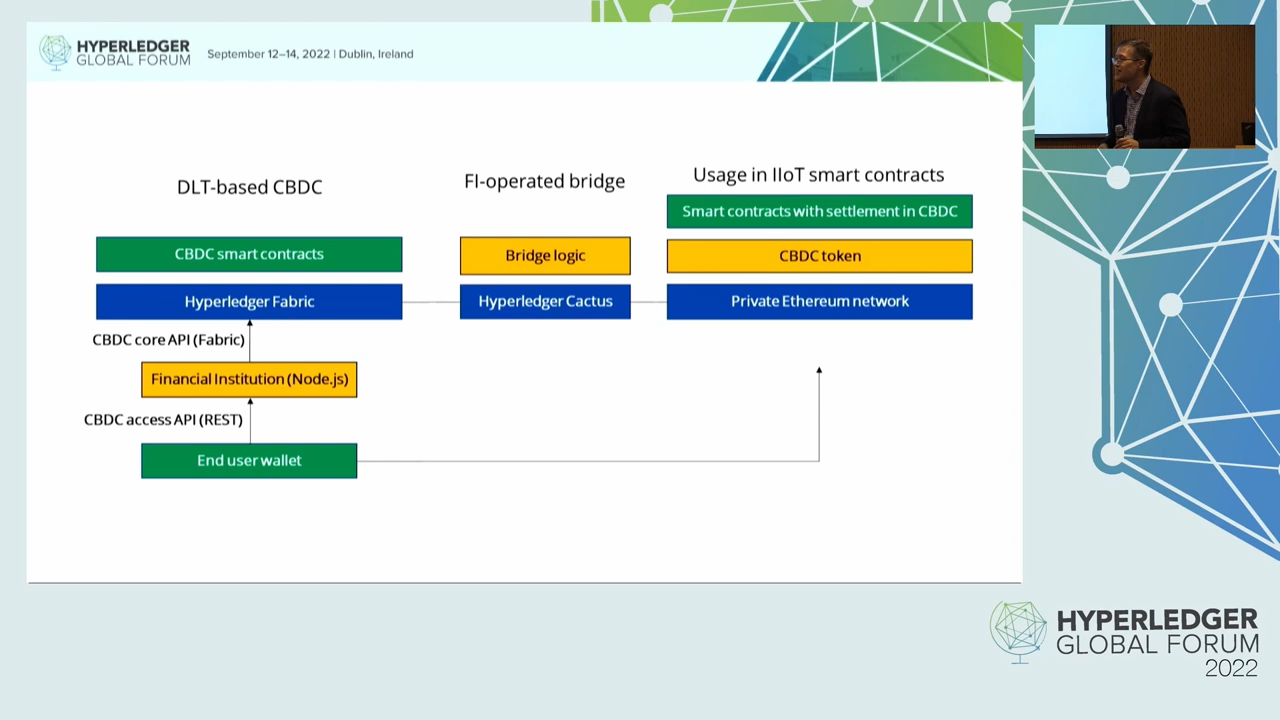 HYPERLEDGER
GLOBAL FORUM
September 12–14, 2022 | Dublin, Ireland
DLT-based CBDC
CBDC smart contracts
Hyperledger Fabric
CBDC core API (Fabric)
Financial Institution (Node.js)
CBDC access API (REST)
End user wallet
FI-operated bridge
Bridge logic
Hyperledger Cactus
Usage in IIoT smart contracts
Smart contracts with settlement in CBDC
CBDC token
Private Ethereum network
HYPERLEDGER
GLOBAL FORUM
2022